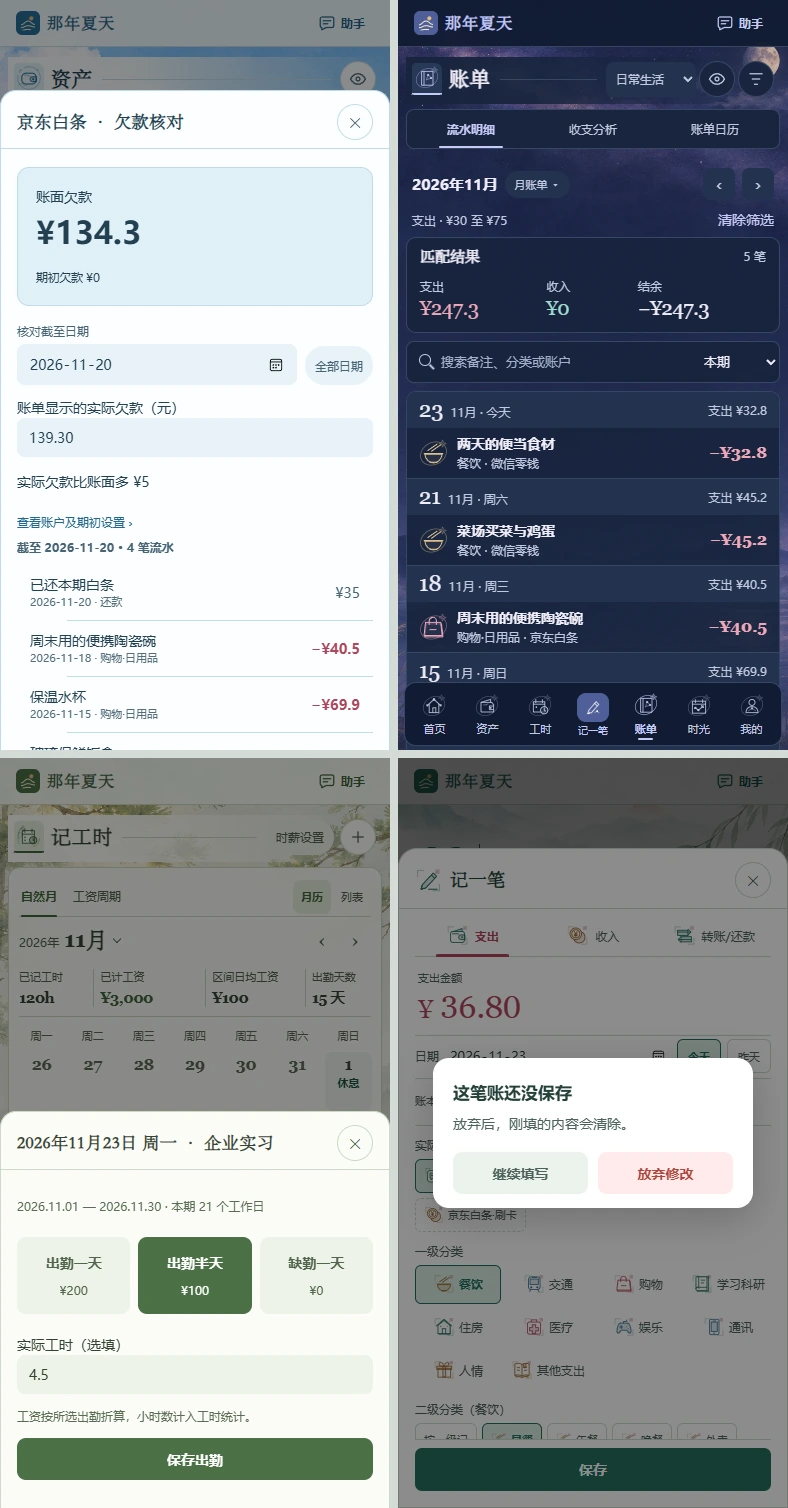 那年夏天
助手
资产
京东白条 · 欠款核对
账面欠款
¥134.3
期初欠款 ¥0
核对截至日期
2026-11-20
全部日期
账单显示的实际欠款（元）
139.30
实际欠款比账面多 ¥5
查看账户及期初设置 ›
截至 2026-11-20 • 4 笔流水
已还本期白条
¥35
2026-11-20 · 还款
周末用的便携陶瓷碗
−¥40.5
2026-11-18 · 购物·日用品
保温水杯
−¥69.9
2026-11-15 · 购物·日用品
那年夏天
助手
账单
日常生活
流水明细
收支分析
账单日历
2026年11月
月账单
‹
›
支出 · ¥30 至 ¥75
清除筛选
匹配结果
5 笔
支出
收入
结余
¥247.3
¥0
−¥247.3
搜索备注、分类或账户
本期
23 11月 · 今天
支出 ¥32.8
两天的便当食材
餐饮 · 微信零钱
−¥32.8
21 11月 · 周六
支出 ¥45.2
菜场买菜与鸡蛋
餐饮 · 微信零钱
−¥45.2
18 11月 · 周三
支出 ¥40.5
周末用的便携陶瓷碗
购物·日用品 · 京东白条
−¥40.5
15 11月 · 周日
支出 ¥69.9
首页
资产
工时
记一笔
账单
时光
我的
那年夏天
助手
记工时
时薪设置
自然月
工资周期
月历
列表
2026年 11月
‹
›
已记工时
已计工资
区间日均工资
出勤天数
120h
¥3,000
¥100
15 天
周一
周二
周三
周四
周五
周六
周日
26
27
28
29
30
31
1
休息
2026年11月23日 周一 · 企业实习
2026.11.01 — 2026.11.30 · 本期 21 个工作日
出勤一天
¥200
出勤半天
¥100
缺勤一天
¥0
实际工时（选填）
4.5
工资按所选出勤折算，小时数计入工时统计。
保存出勤
那年夏天
助手
记一笔
支出
收入
转账/还款
支出金额
¥ 36.80
日期
2026-11-23
今天
昨天
账本
实际
这笔账还没保存
放弃后，刚填的内容会清除。
继续填写
放弃修改
京东白条·刷卡
一级分类
餐饮
交通
购物
学习科研
住房
医疗
娱乐
通讯
人情
其他支出
二级分类（餐饮）
保存